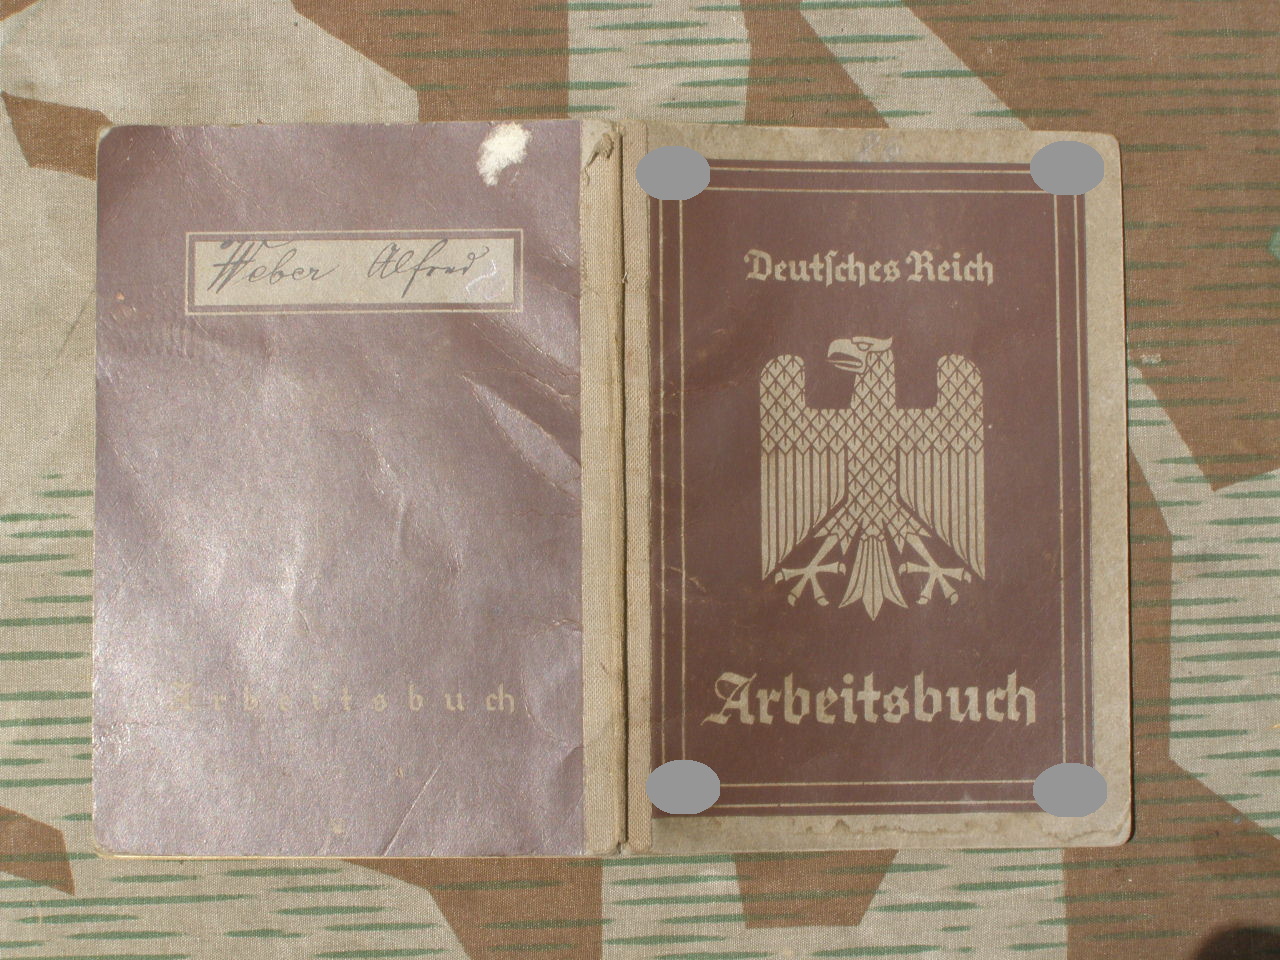 Weber Alfred
Arbeitsbuch
Deutsches Reich
Arbeitsbuch